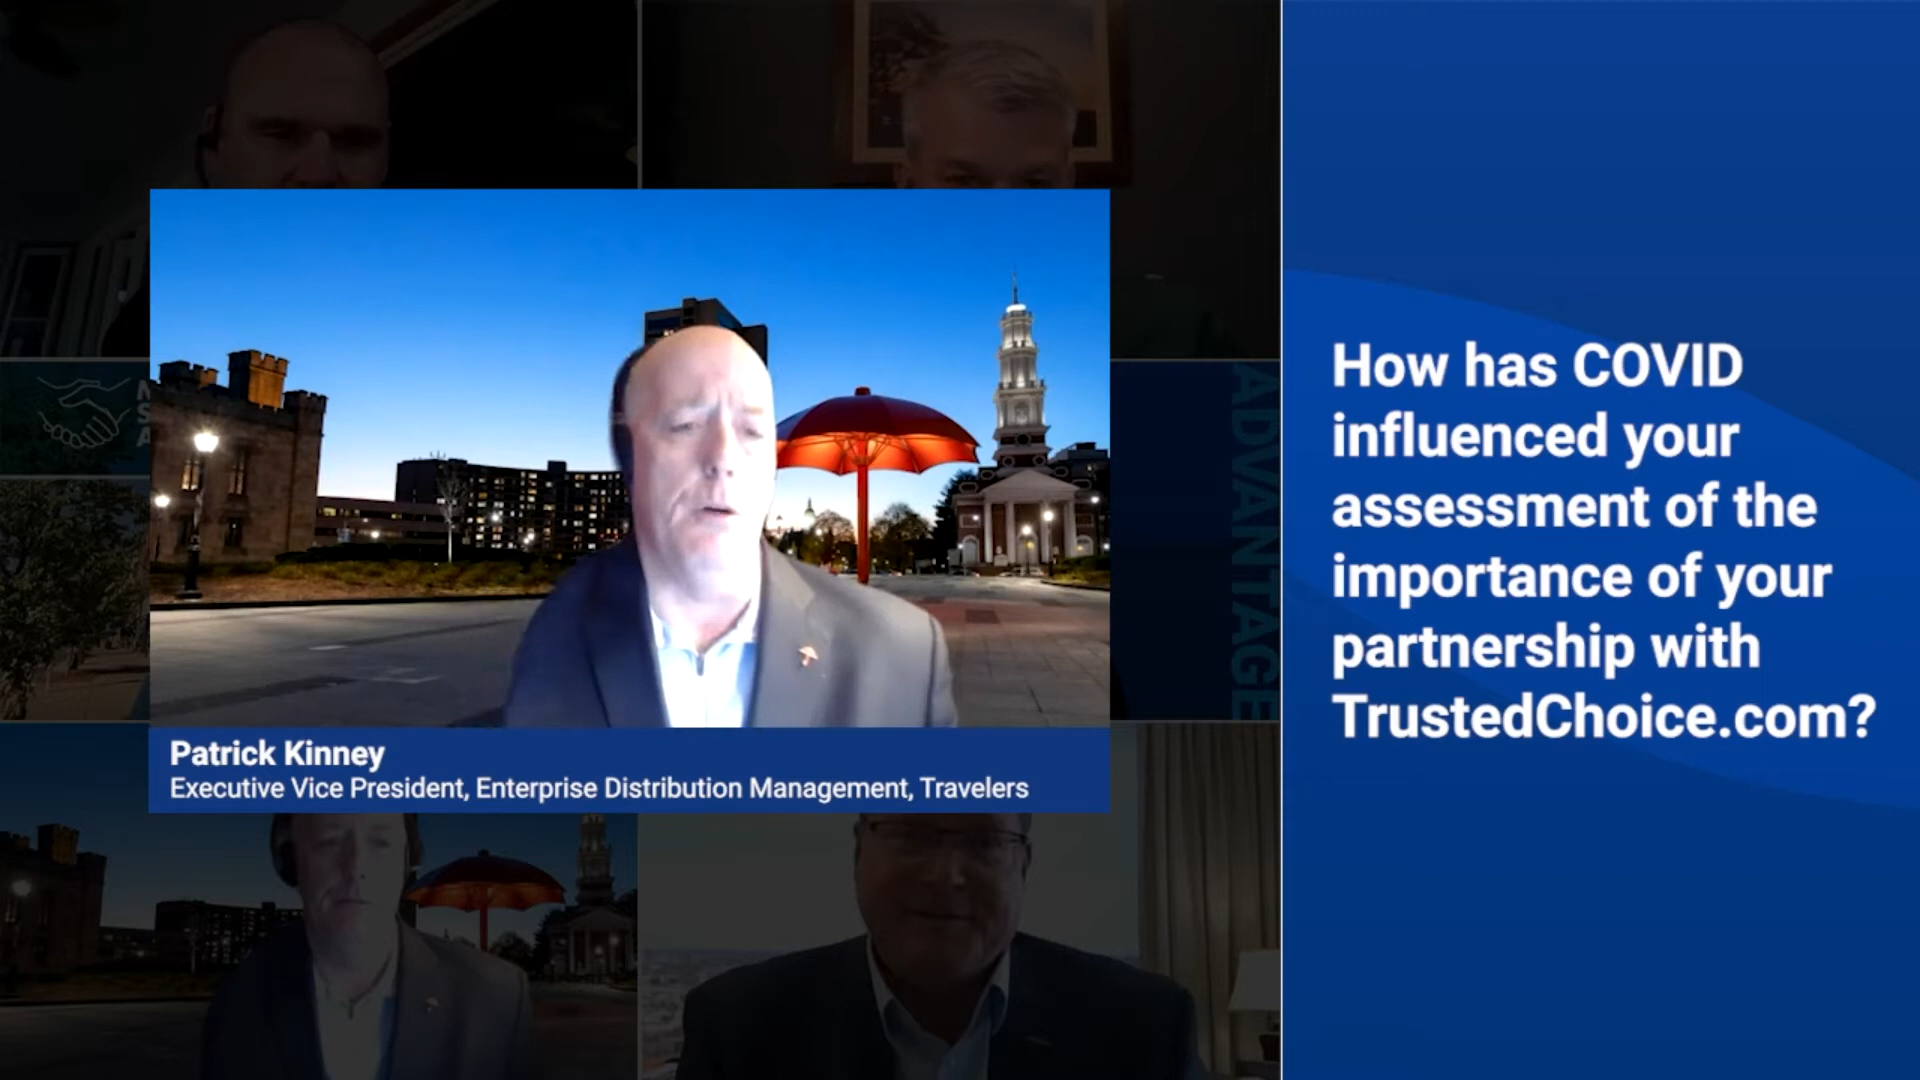 Patrick Kinney
Executive Vice President, Enterprise Distribution Management, Travelers
How has COVID
influenced your
assessment of the
importance of your
partnership with
TrustedChoice.com?
ADVANTAGE